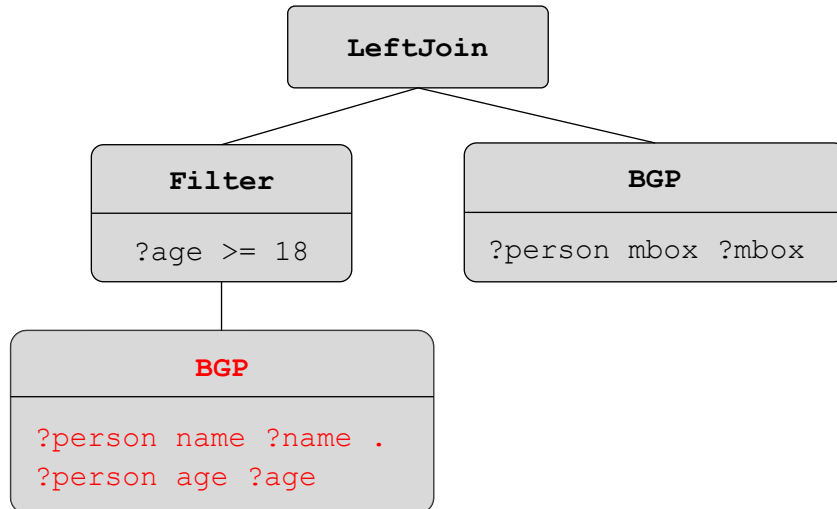 LeftJoin
Filter
?age >= 18
BGP
?person mbox ?mbox
BGP
?person name ?name .
?person age ?age